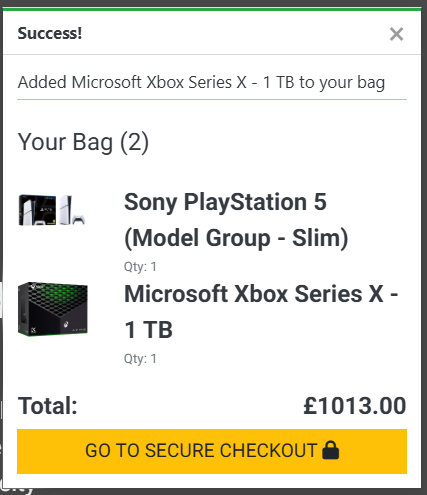 Success!
Added Microsoft Xbox Series X - 1 TB to your bag
Your Bag (2)
Sony PlayStation 5
(Model Group - Slim)
Qty: 1
Microsoft Xbox Series X -
1 TB
Qty: 1
Total: £1013.00
GO TO SECURE CHECKOUT